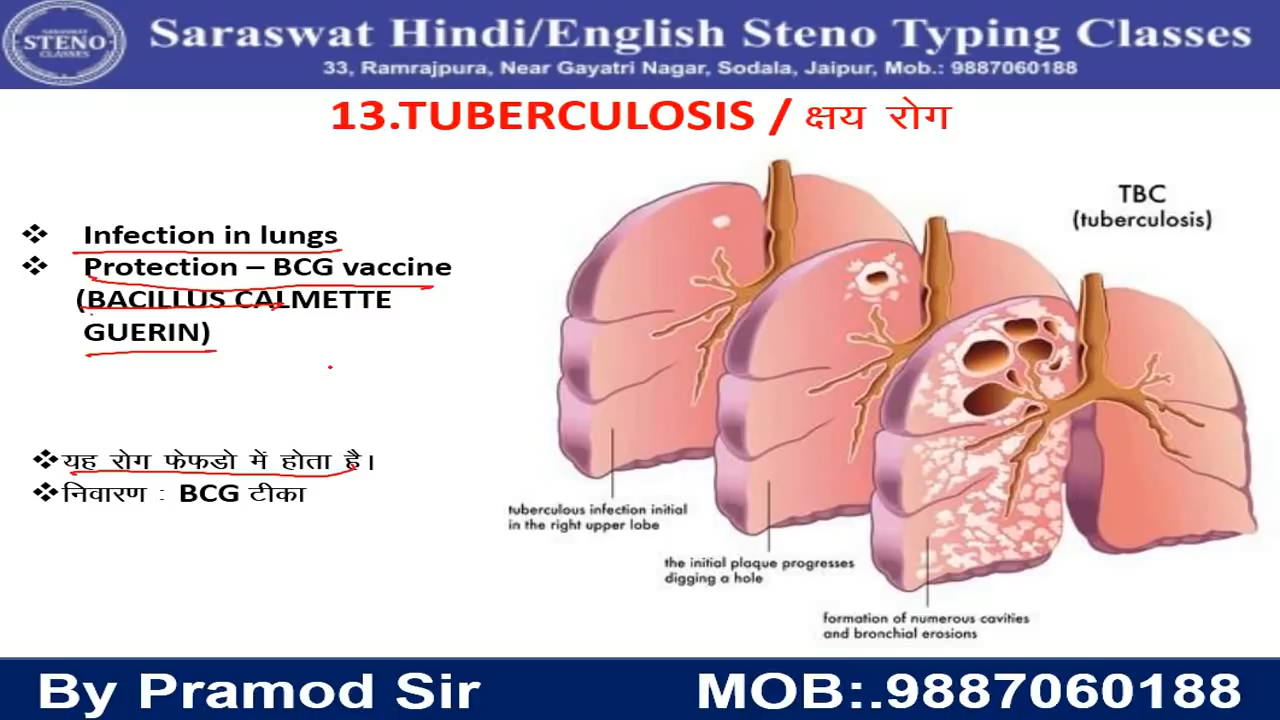 STENO
CLASSES
Saraswat Hindi/English Steno Typing Classes
33, Ramrajpura, Near Gayatri Nagar, Sodala, Jaipur, Mob.: 9887060188
13.TUBERCULOSIS / क्षय रोग
❖ Infection in lungs
❖ Protection – BCG vaccine
(BACILLUS CALMETTE
GUERIN)
❖यह रोग फेफडो में होता है।
❖निवारण : BCG टीका
TBC
(tuberculosis)
tuberculous infection initial
in the right upper lobe
the initial plaque progresses
digging a hole
formation of numerous cavities
and bronchial erosions
By Pramod Sir
MOB:.9887060188